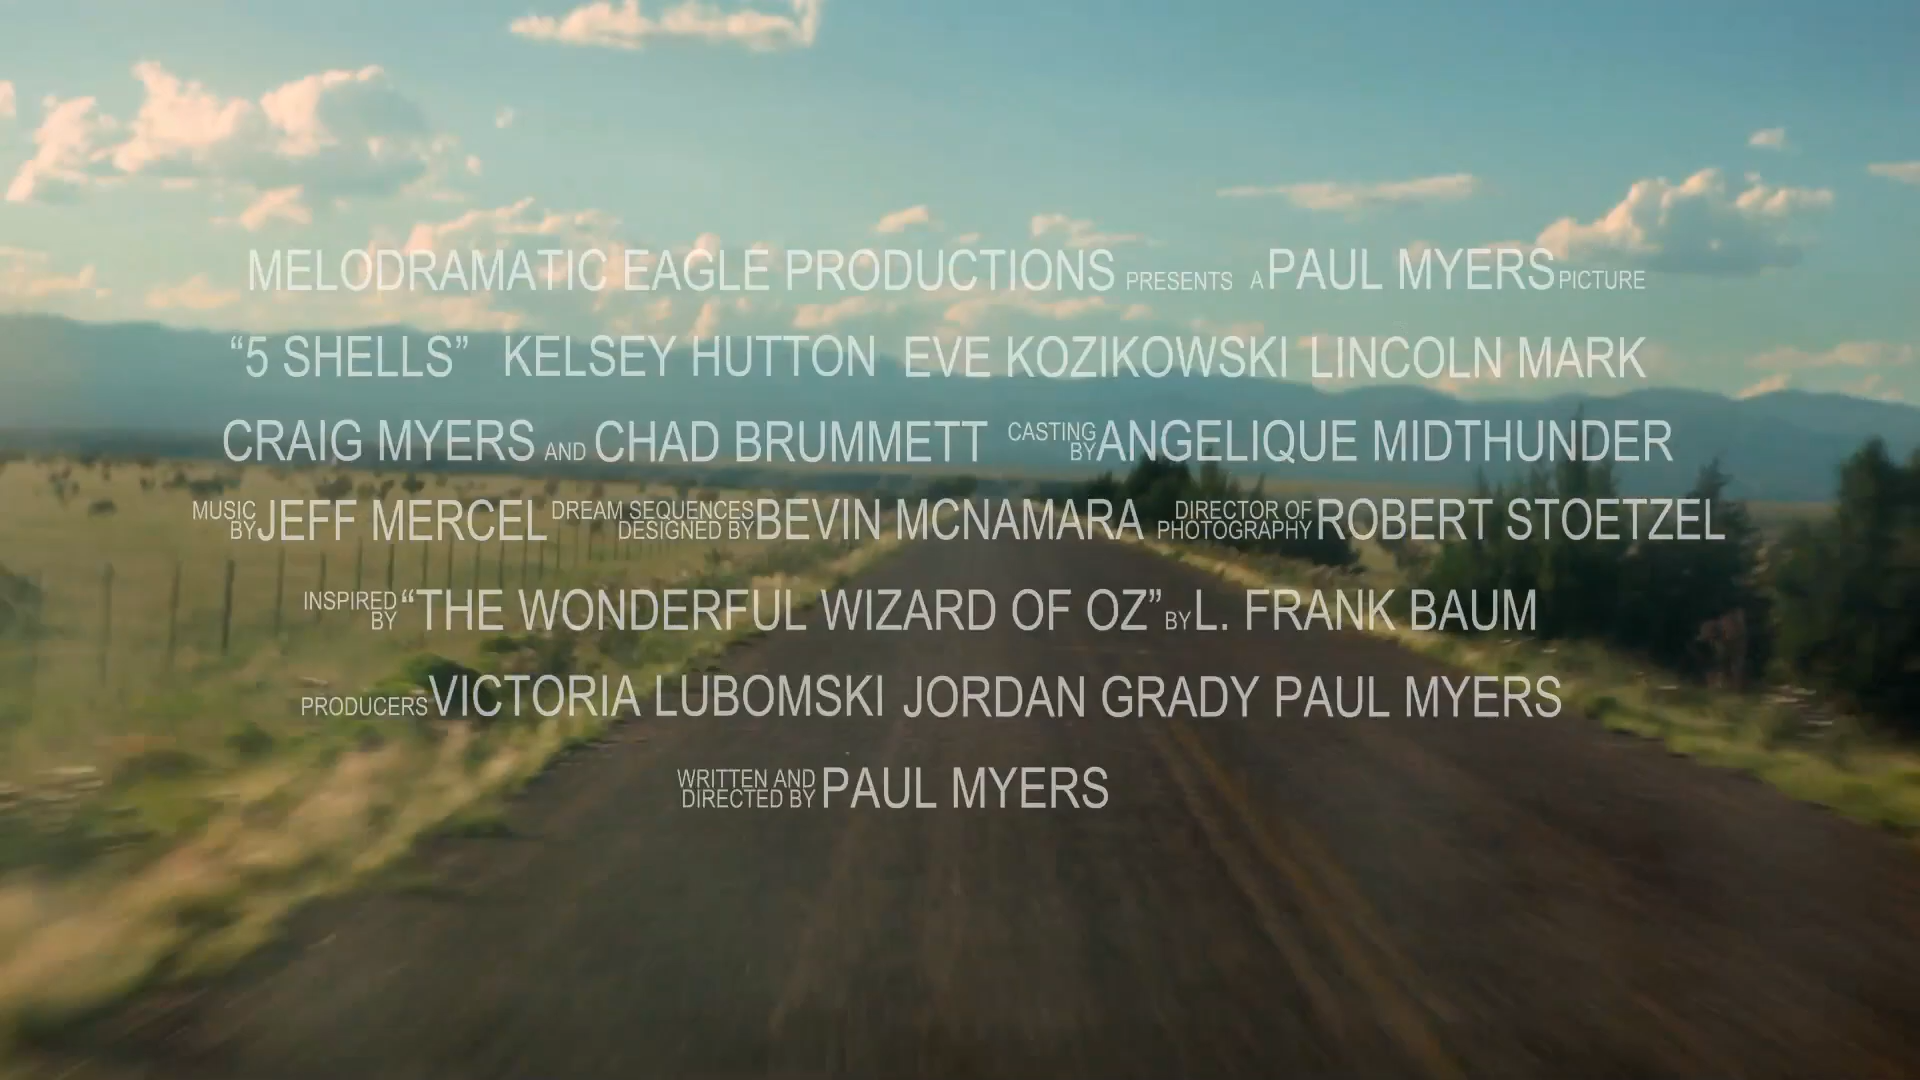 MELODRAMATIC EAGLE PRODUCTIONS PRESENTS A PAUL MYERS PICTURE
“5 SHELLS” KELSEY HUTTON EVE KOZIKOWSKI LINCOLN MARK
CRAIG MYERS AND CHAD BRUMMETT CASTING BY ANGELIQUE MIDTHUNDER
MUSIC BY JEFF MERCEL DREAM SEQUENCES DESIGNED BY BEVIN MCNAMARA DIRECTOR OF PHOTOGRAPHY ROBERT STOETZEL
INSPIRED BY “THE WONDERFUL WIZARD OF OZ” BY L. FRANK BAUM
PRODUCERS VICTORIA LUBOMSKI JORDAN GRADY PAUL MYERS
WRITTEN AND DIRECTED BY PAUL MYERS